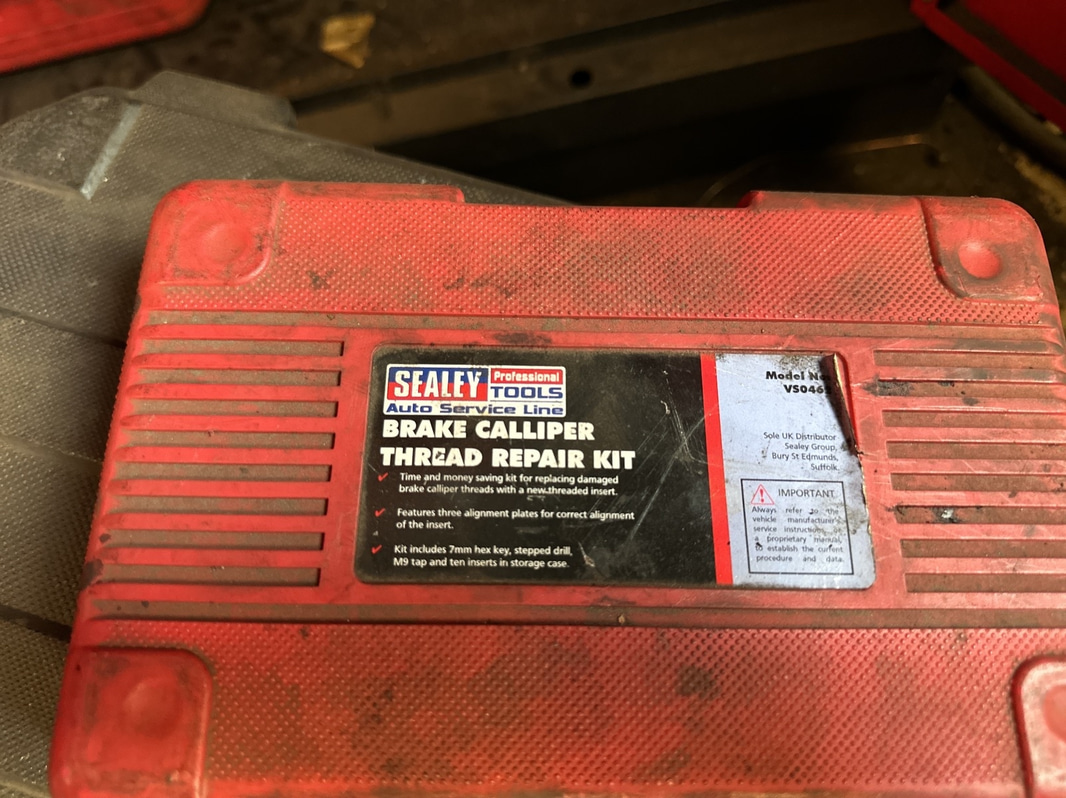 SEALEY Professional TOOLS
Auto Service Line
BRAKE CALLIPER
THREAD REPAIR KIT
✓ Time and money saving kit for replacing damaged
brake calliper threads with a new threaded insert.
✓ Features three alignment plates for correct alignment
of the insert.
✓ Kit includes 7mm hex key, stepped drill,
M9 tap and ten inserts in storage case.
Model No
VS046
Sole UK Distributor
Sealey Group,
Bury St Edmunds,
Suffolk.
IMPORTANT
Always refer to the
vehicle manufacturer's
service instructions, or
a proprietary manual,
to establish the current
procedure and data.